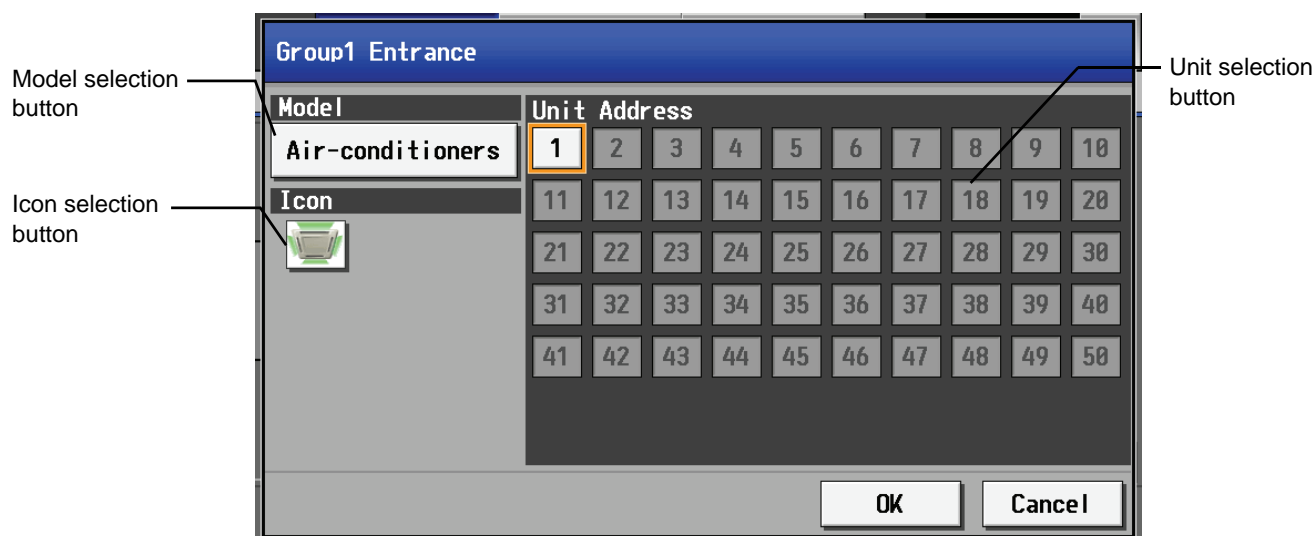 Group1 Entrance
Model selection
button
Unit selection
button
Model
Unit Address
Air-conditioners
1 2 3 4 5 6 7 8 9 10
Icon selection
button
Icon
11 12 13 14 15 16 17 18 19 20
21 22 23 24 25 26 27 28 29 30
31 32 33 34 35 36 37 38 39 40
41 42 43 44 45 46 47 48 49 50
OK Cancel